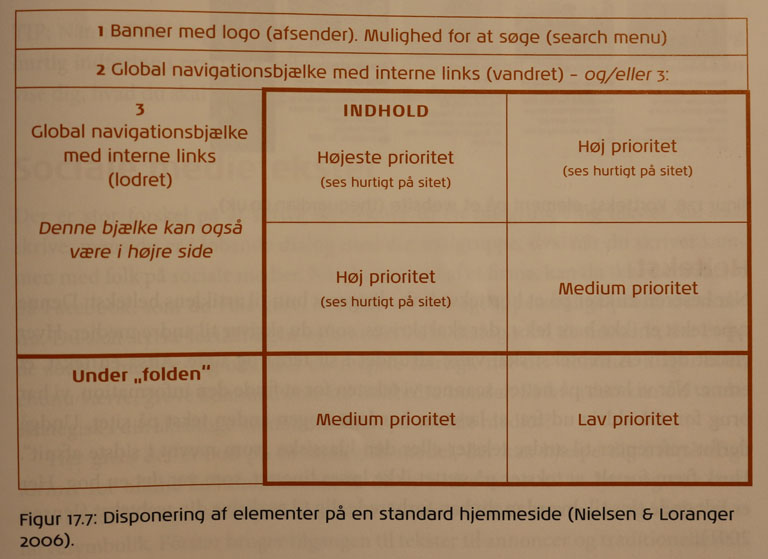 1 Banner med logo (afsender). Mulighed for at søge (search menu)
2 Global navigationsbjælke med interne links (vandret) - og/eller 3:
3
Global navigationsbjælke
med interne links
(lodret)
Denne bjælke kan også
være i højre side
INDHOLD
Højeste prioritet
(ses hurtigt på sitet)
Høj prioritet
(ses hurtigt på sitet)
Høj prioritet
(ses hurtigt på sitet)
Medium prioritet
Under „folden“
Medium prioritet
Lav prioritet
Figur 17.7: Disponering af elementer på en standard hjemmeside (Nielsen & Loranger
2006).